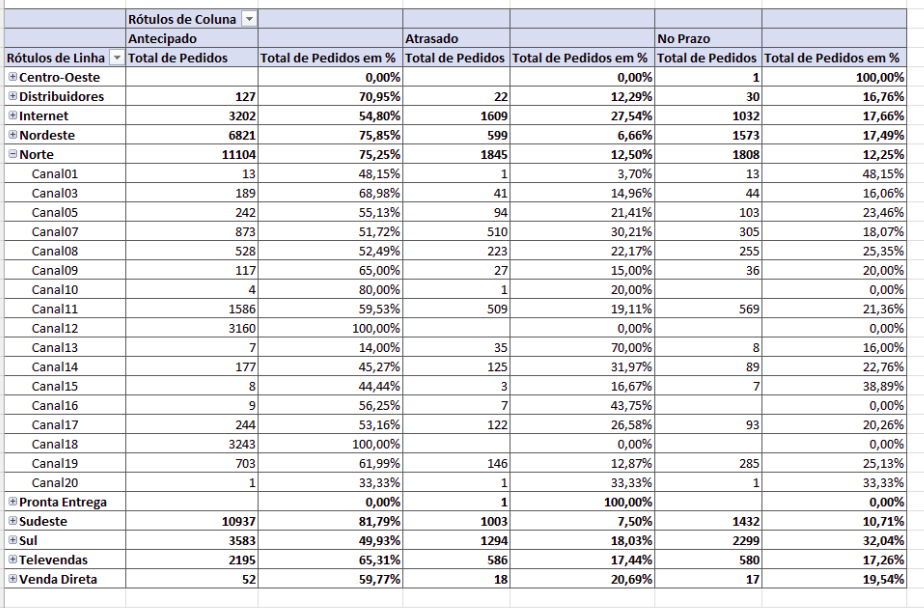 Rótulos de Coluna
Antecipado Atrasado No Prazo
Rótulos de Linha Total de Pedidos Total de Pedidos em % Total de Pedidos Total de Pedidos em % Total de Pedidos Total de Pedidos em %
Centro-Oeste 0,00% 0,00% 1 100,00%
Distribuidores 127 70,95% 22 12,29% 30 16,76%
Internet 3202 54,80% 1609 27,54% 1032 17,66%
Nordeste 6821 75,85% 599 6,66% 1573 17,49%
Norte 11104 75,25% 1845 12,50% 1808 12,25%
Canal01 13 48,15% 1 3,70% 13 48,15%
Canal03 189 68,98% 41 14,96% 44 16,06%
Canal05 242 55,13% 94 21,41% 103 23,46%
Canal07 873 51,72% 510 30,21% 305 18,07%
Canal08 528 52,49% 223 22,17% 255 25,35%
Canal09 117 65,00% 27 15,00% 36 20,00%
Canal10 4 80,00% 1 20,00% 0,00%
Canal11 1586 59,53% 509 19,11% 569 21,36%
Canal12 3160 100,00% 0,00% 0,00%
Canal13 7 14,00% 35 70,00% 8 16,00%
Canal14 177 45,27% 125 31,97% 89 22,76%
Canal15 8 44,44% 3 16,67% 7 38,89%
Canal16 9 56,25% 7 43,75% 0,00%
Canal17 244 53,16% 122 26,58% 93 20,26%
Canal18 3243 100,00% 0,00% 0,00%
Canal19 703 61,99% 146 12,87% 285 25,13%
Canal20 1 33,33% 1 33,33% 1 33,33%
Pronta Entrega 0,00% 1 100,00% 0,00%
Sudeste 10937 81,79% 1003 7,50% 1432 10,71%
Sul 3583 49,93% 1294 18,03% 2299 32,04%
Televendas 2195 65,31% 586 17,44% 580 17,26%
Venda Direta 52 59,77% 18 20,69% 17 19,54%